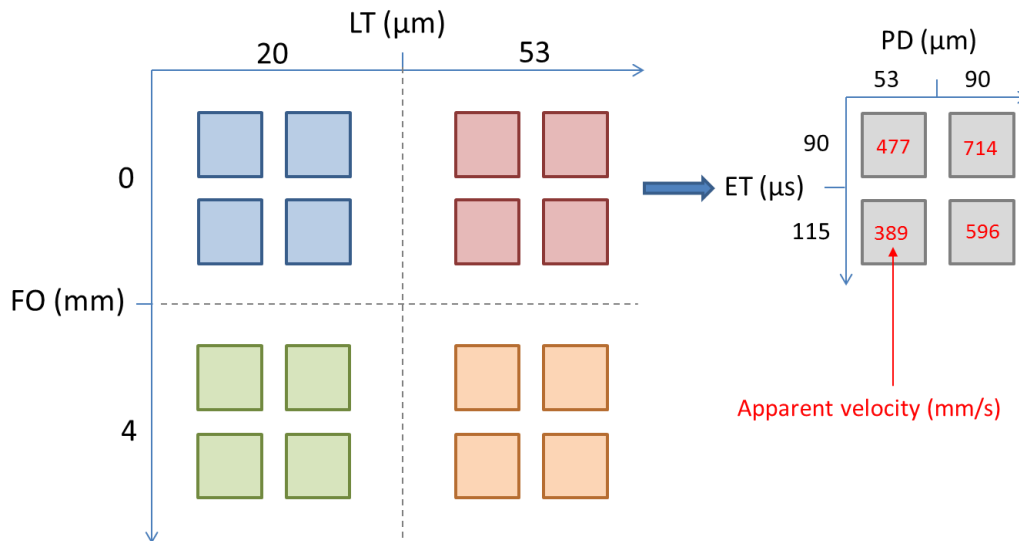 LT (µm)
20
53
0
FO (mm)
4
PD (µm)
53
90
90
ET (µs)
115
477
714
389
596
Apparent velocity (mm/s)